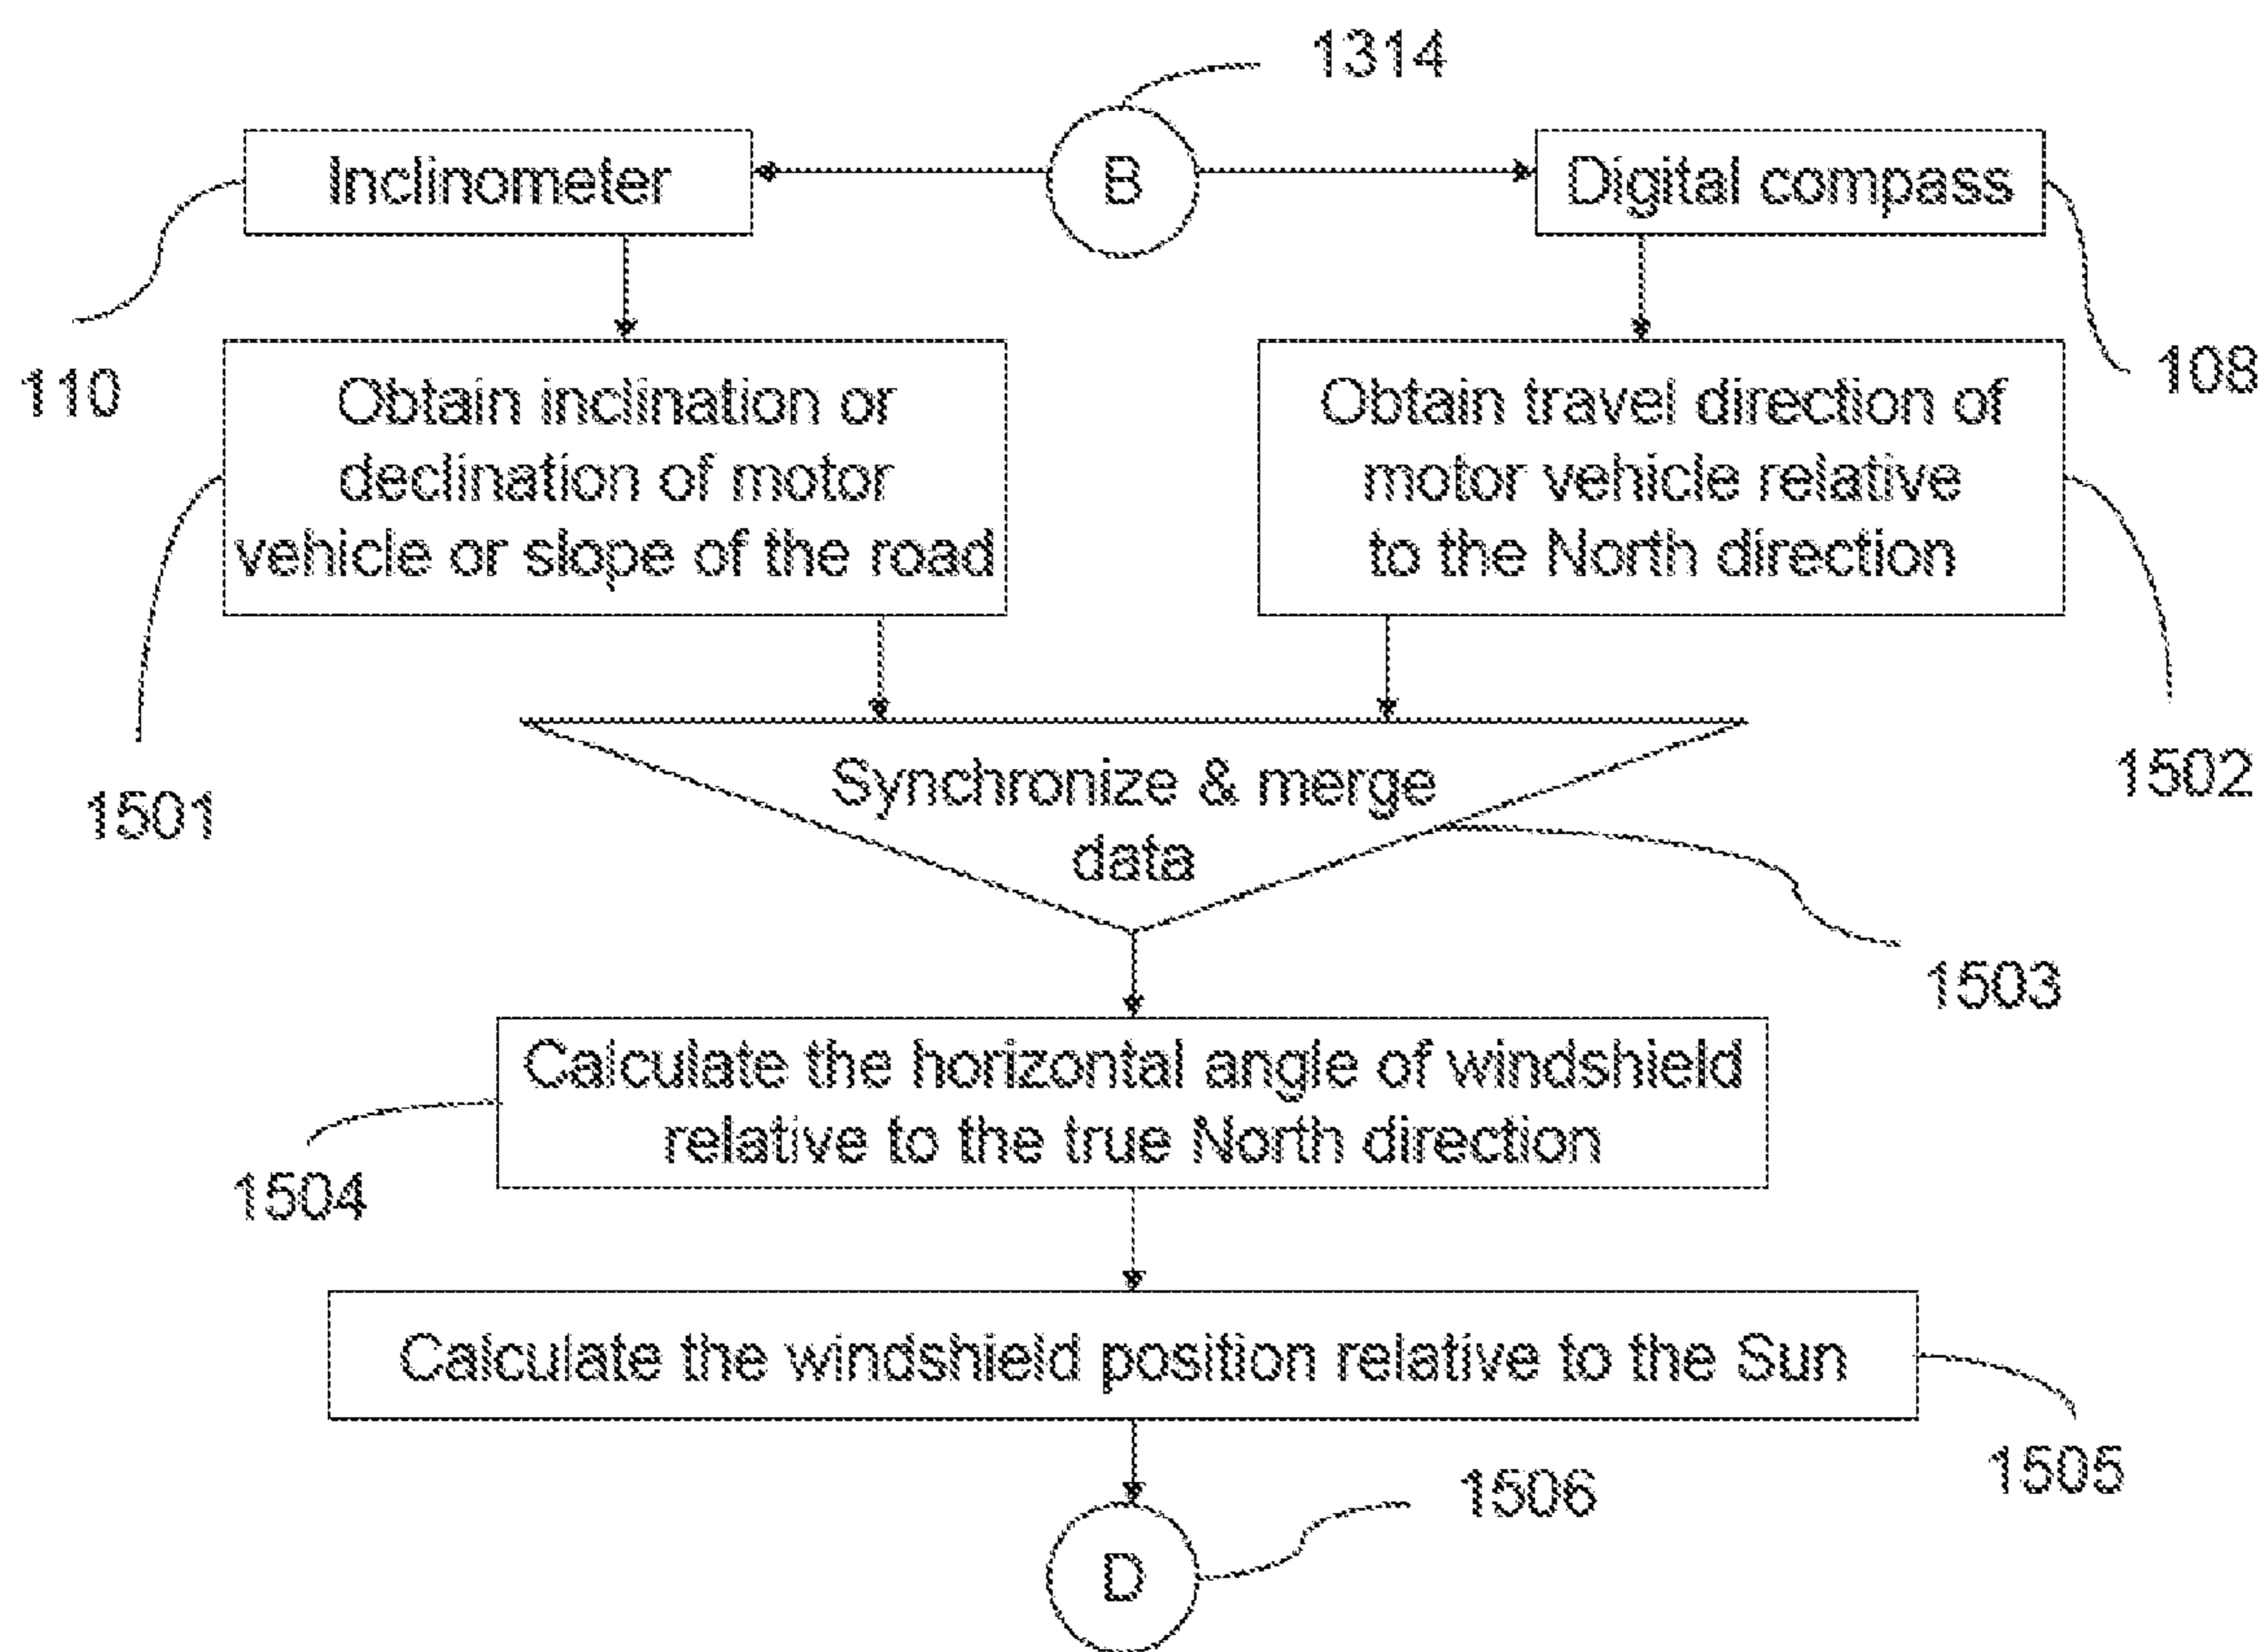 1314
Inclinometer
B
Digital compass
110
108
Obtain inclination or
declination of motor
vehicle or slope of the road
Obtain travel direction of
motor vehicle relative
to the North direction
1501
1502
Synchronize & merge
data
1503
Calculate the horizontal angle of windshield
relative to the true North direction
1504
Calculate the windshield position relative to the Sun
1505
1506
D